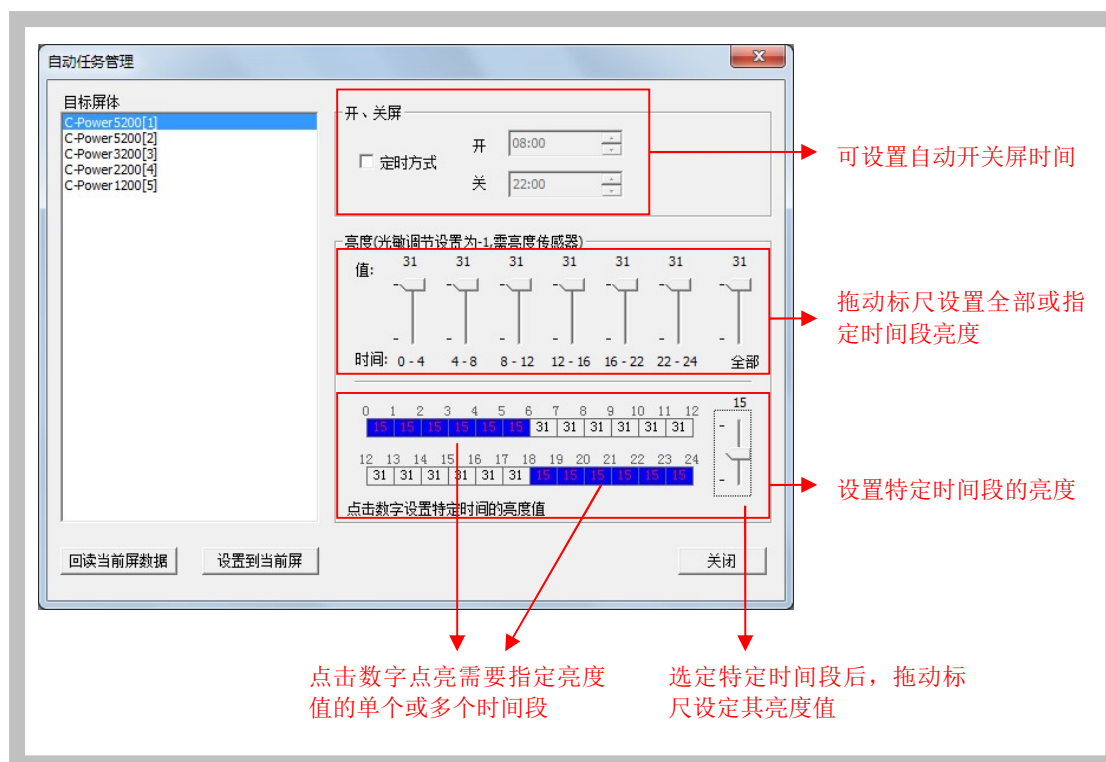 自动任务管理
目标屏体
C-Power5200[1]
C-Power5200[2]
C-Power3200[3]
C-Power2200[4]
C-Power1200[5]
开、关屏
定时方式
开 08:00
关 22:00
可设置自动开关屏时间
亮度(光敏调节设置为-1,需亮度传感器)
值: 31 31 31 31 31 31 31
时间: 0 - 4 4 - 8 8 - 12 12 - 16 16 - 22 22 - 24 全部
拖动标尺设置全部或指
定时间段亮度
0 1 2 3 4 5 6 7 8 9 10 11 12
15 15 15 15 15 15 31 31 31 31 31 31
12 13 14 15 16 17 18 19 20 21 22 23 24
31 31 31 31 31 31 15 15 15 15 15 15
15
点击数字设置特定时间的亮度值
设置特定时间段的亮度
回读当前屏数据 设置到当前屏 关闭
点击数字点亮需要指定亮度
值的单个或多个时间段
选定特定时间段后，拖动标
尺设定其亮度值